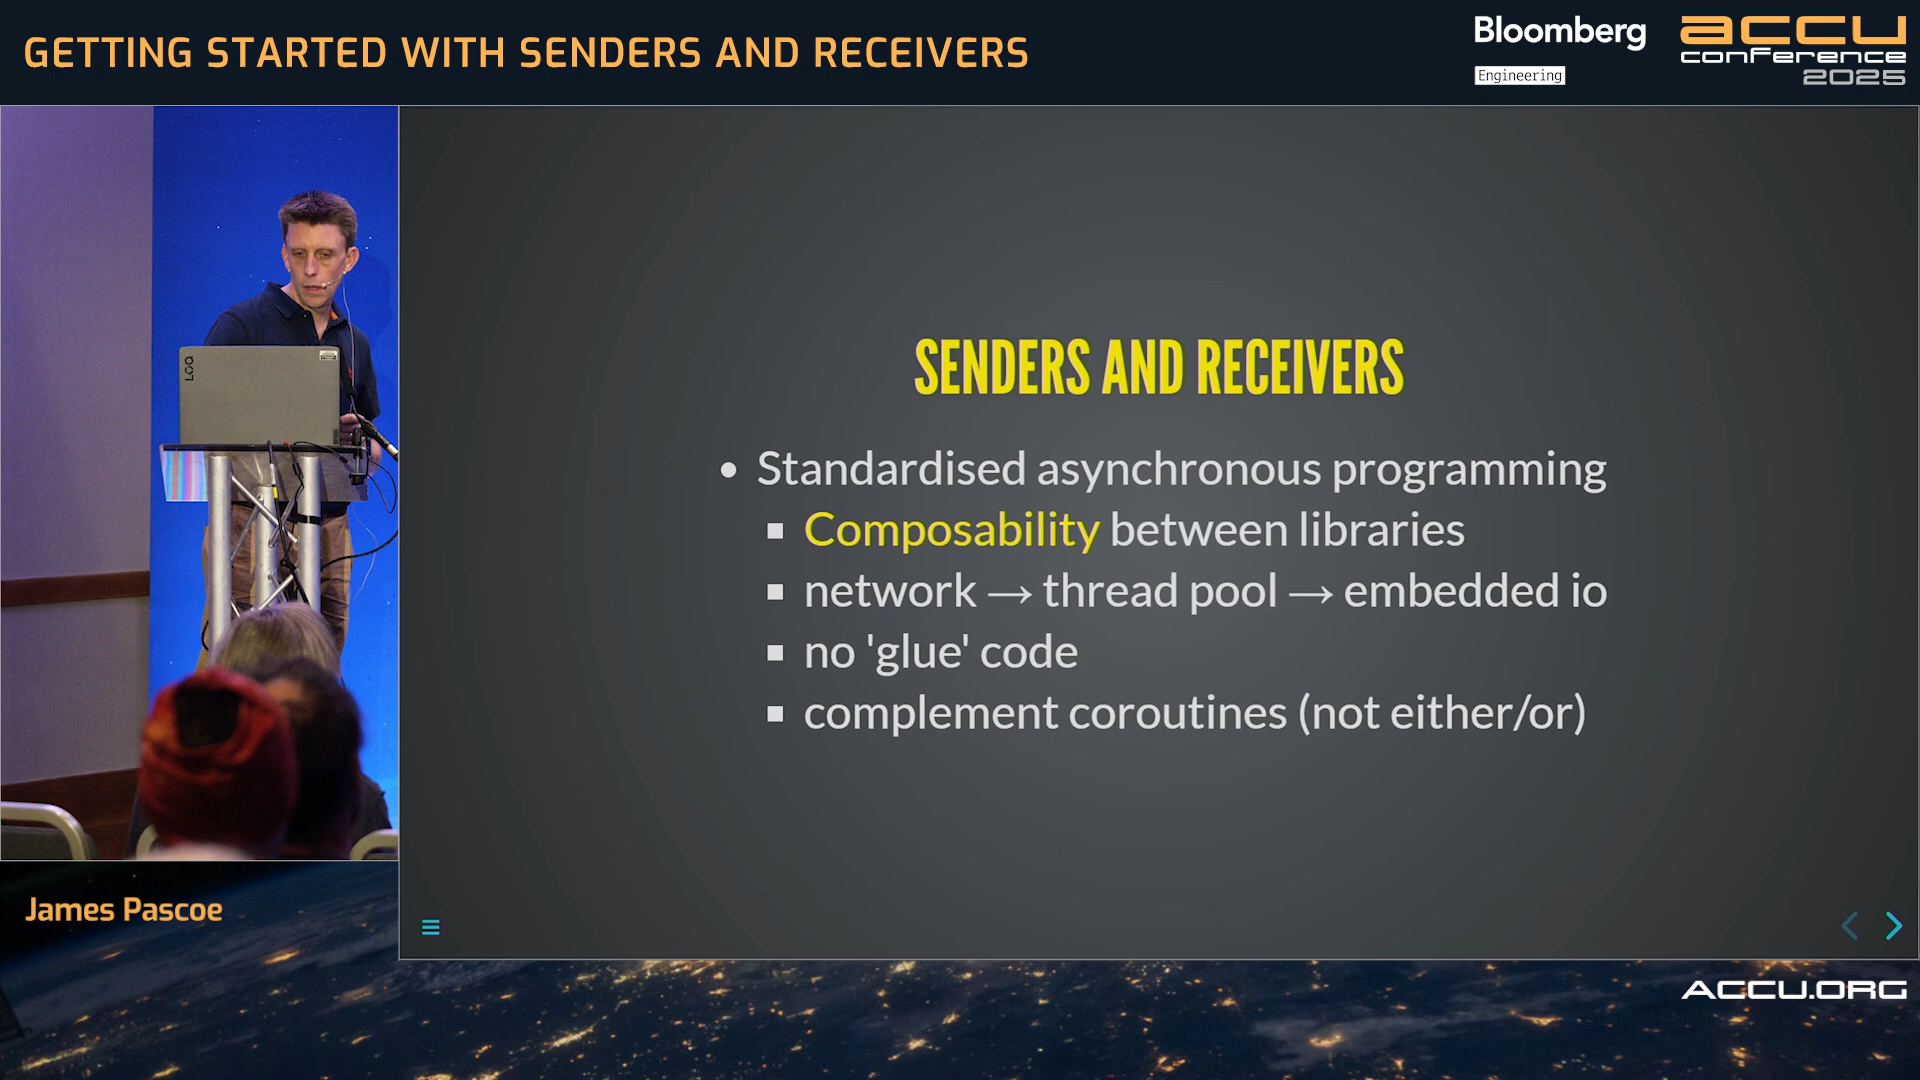 GETTING STARTED WITH SENDERS AND RECEIVERS
Bloomberg
Engineering
accu
conference
2025
LOQ
SENDERS AND RECEIVERS
• Standardised asynchronous programming
▪ Composability between libraries
▪ network → thread pool → embedded io
▪ no 'glue' code
▪ complement coroutines (not either/or)
James Pascoe
ACCU.ORG